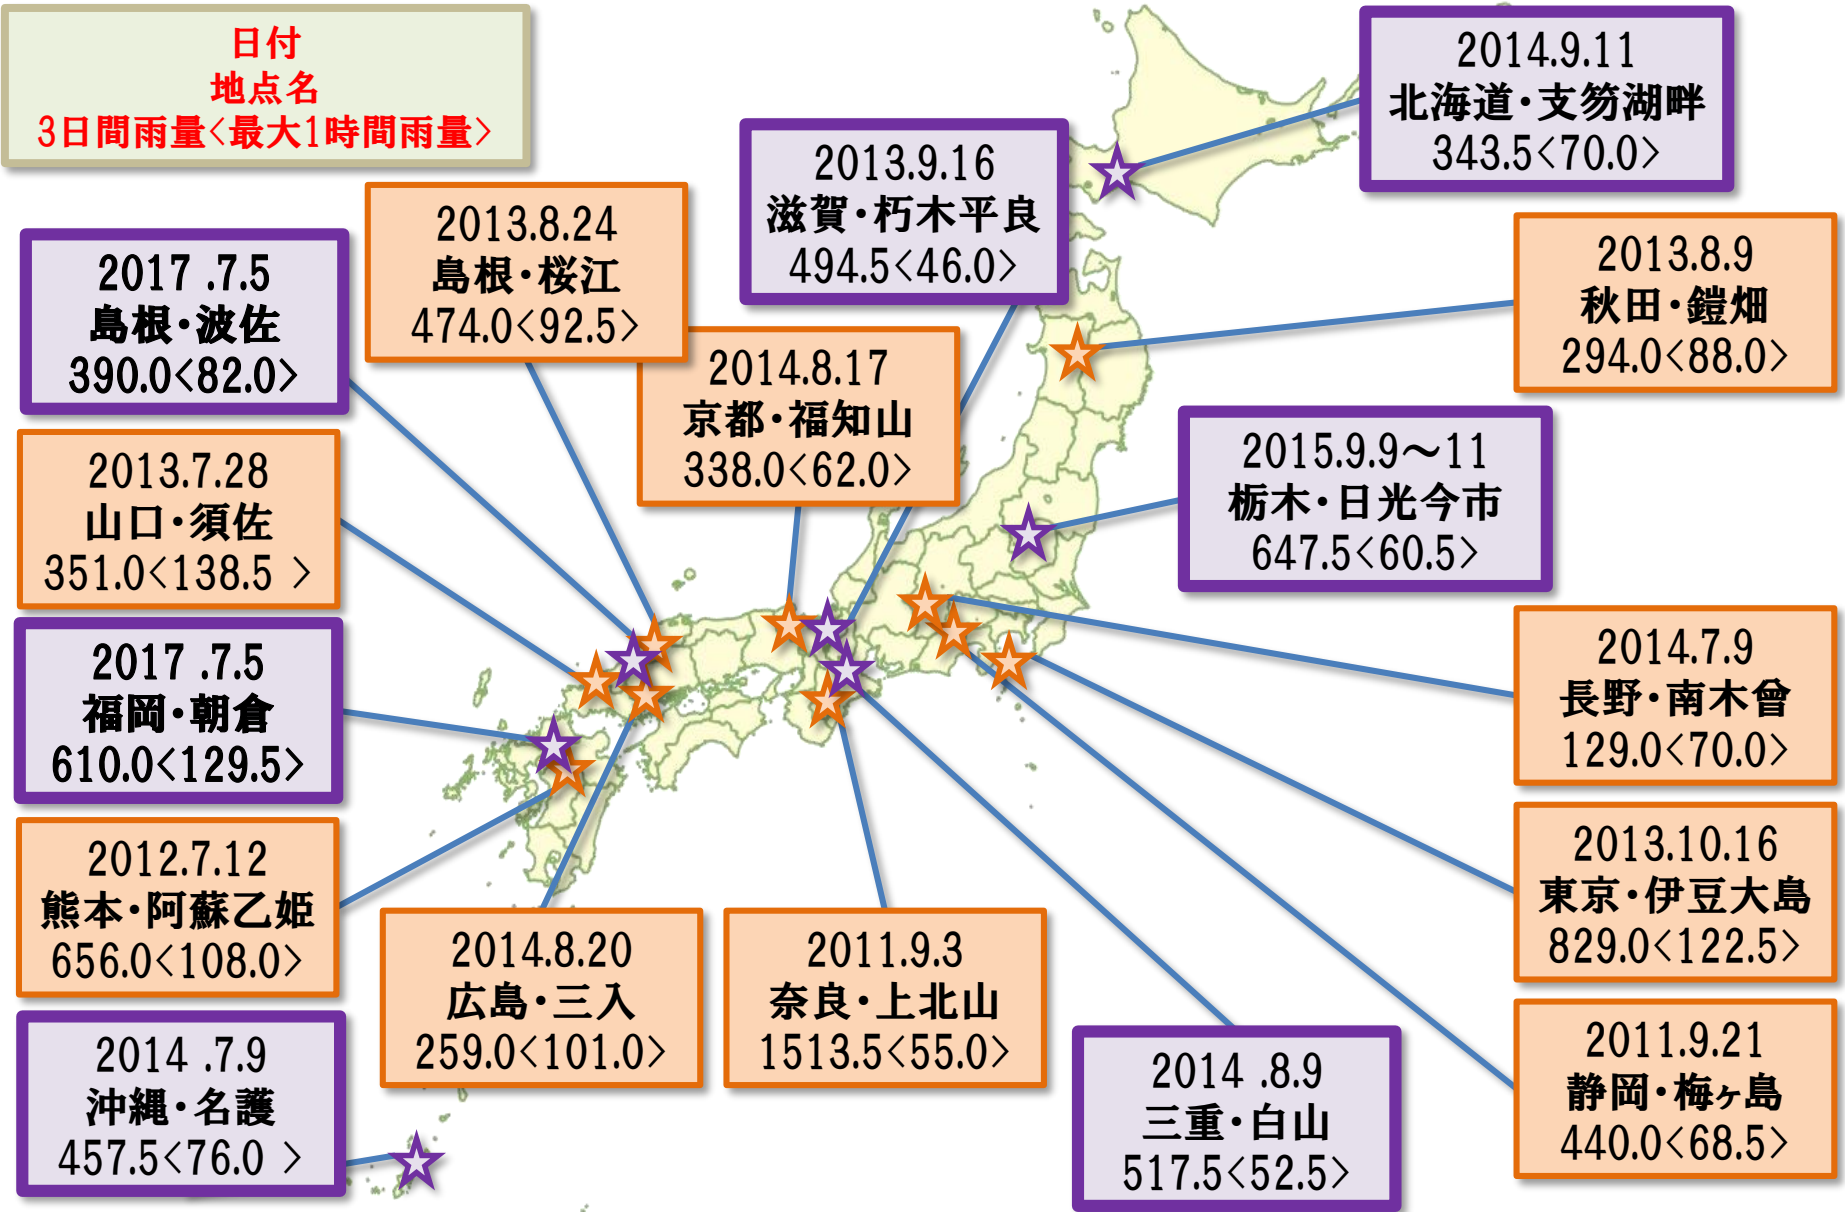 日付
地点名
3日間雨量<最大1時間雨量>
2014.9.11
北海道・支笏湖畔
343.5<70.0>
2013.9.16
滋賀・朽木平良
494.5<46.0>
2013.8.24
島根・桜江
474.0<92.5>
2017 .7.5
島根・波佐
390.0<82.0>
2013.8.9
秋田・鎧畑
294.0<88.0>
2014.8.17
京都・福知山
338.0<62.0>
2015.9.9～11
栃木・日光今市
647.5<60.5>
2013.7.28
山口・須佐
351.0<138.5 >
2017 .7.5
福岡・朝倉
610.0<129.5>
2014.7.9
長野・南木曾
129.0<70.0>
2013.10.16
東京・伊豆大島
829.0<122.5>
2012.7.12
熊本・阿蘇乙姫
656.0<108.0>
2014.8.20
広島・三入
259.0<101.0>
2011.9.3
奈良・上北山
1513.5<55.0>
2011.9.21
静岡・梅ヶ島
440.0<68.5>
2014 .7.9
沖縄・名護
457.5<76.0 >
2014 .8.9
三重・白山
517.5<52.5>